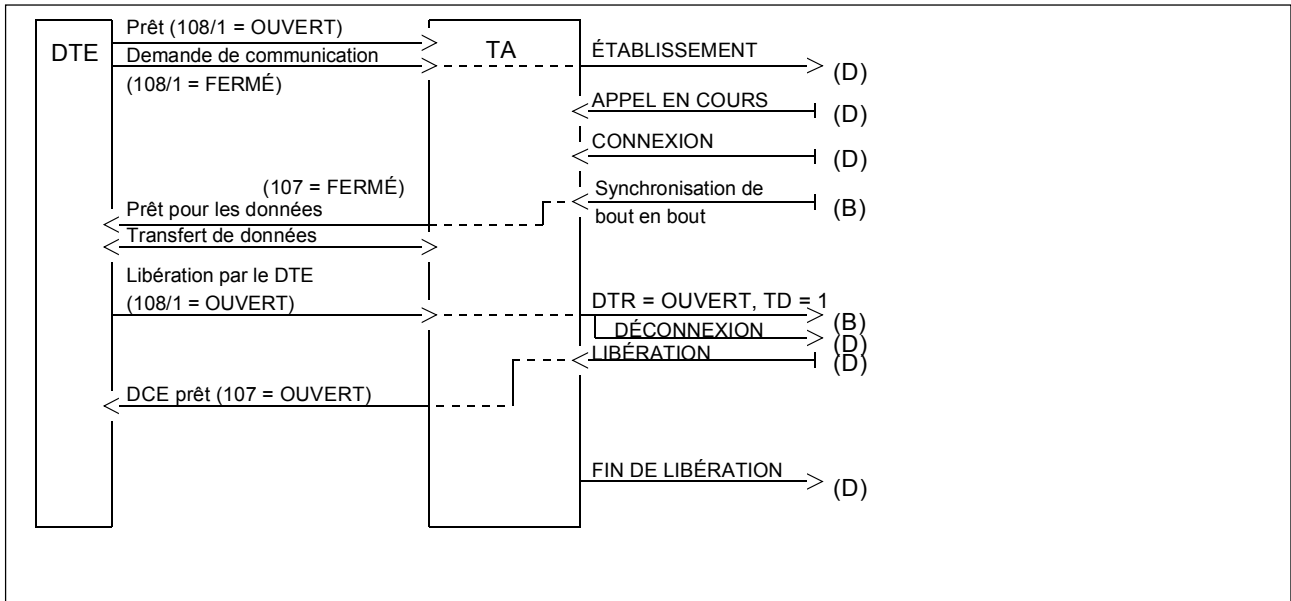 Prêt (108/1 = OUVERT)
DTE
TA
Demande de communication
(108/1 = FERMÉ)
ÉTABLISSEMENT
(D)
APPEL EN COURS
(D)
CONNEXION
(D)
(107 = FERMÉ)
Prêt pour les données
Synchronisation de
bout en bout
(B)
Transfert de données
Libération par le DTE
(108/1 = OUVERT)
DTR = OUVERT, TD = 1
(B)
DÉCONNEXION
(D)
LIBÉRATION
(D)
DCE prêt (107 = OUVERT)
FIN DE LIBÉRATION
(D)